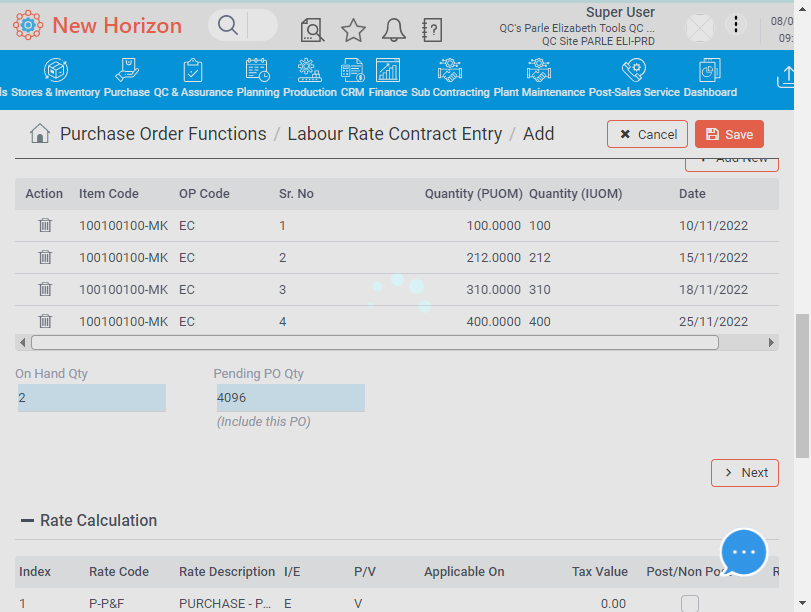 New Horizon
Super User
QC's Parle Elizabeth Tools QC ...
QC Site PARLE ELI-PRD
08/0
09:
ls Stores & Inventory Purchase QC & Assurance Planning Production CRM Finance Sub Contracting Plant Maintenance Post-Sales Service Dashboard
Purchase Order Functions / Labour Rate Contract Entry / Add
Cancel
Save
Add New
Action Item Code OP Code Sr. No Quantity (PUOM) Quantity (IUOM) Date
100100100-MK EC 1 100.0000 100 10/11/2022
100100100-MK EC 2 212.0000 212 15/11/2022
100100100-MK EC 3 310.0000 310 18/11/2022
100100100-MK EC 4 400.0000 400 25/11/2022
On Hand Qty Pending PO Qty
2 4096
(Include this PO)
Next
Rate Calculation
Index Rate Code Rate Description I/E P/V Applicable On Tax Value Post/Non Po R
1 P-P&F PURCHASE - P... E V 0.00